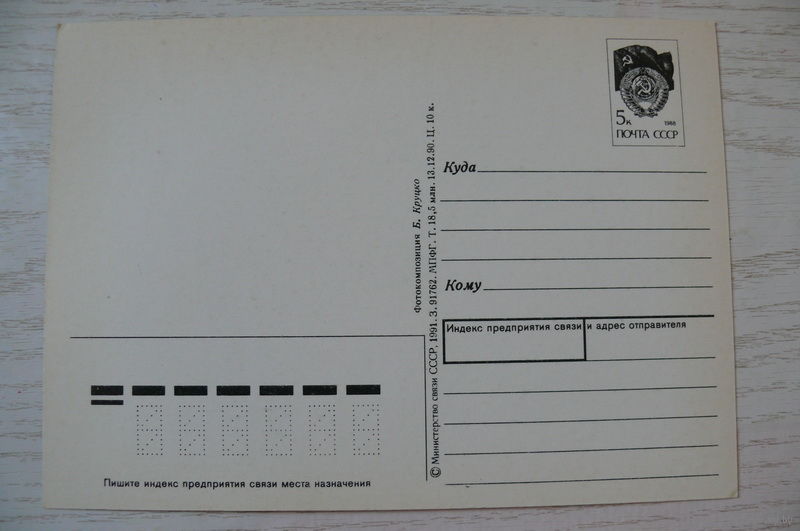 5к 1988
ПОЧТА СССР
Куда
Кому
Индекс предприятия связи и адрес отправителя
Фотокомпозиция Б. Круцко
© Министерство связи СССР, 1991. З. 91762. МПФГ. Т. 18,5 млн. 13.12.90. Ц. 10 к.
Пишите индекс предприятия связи места назначения